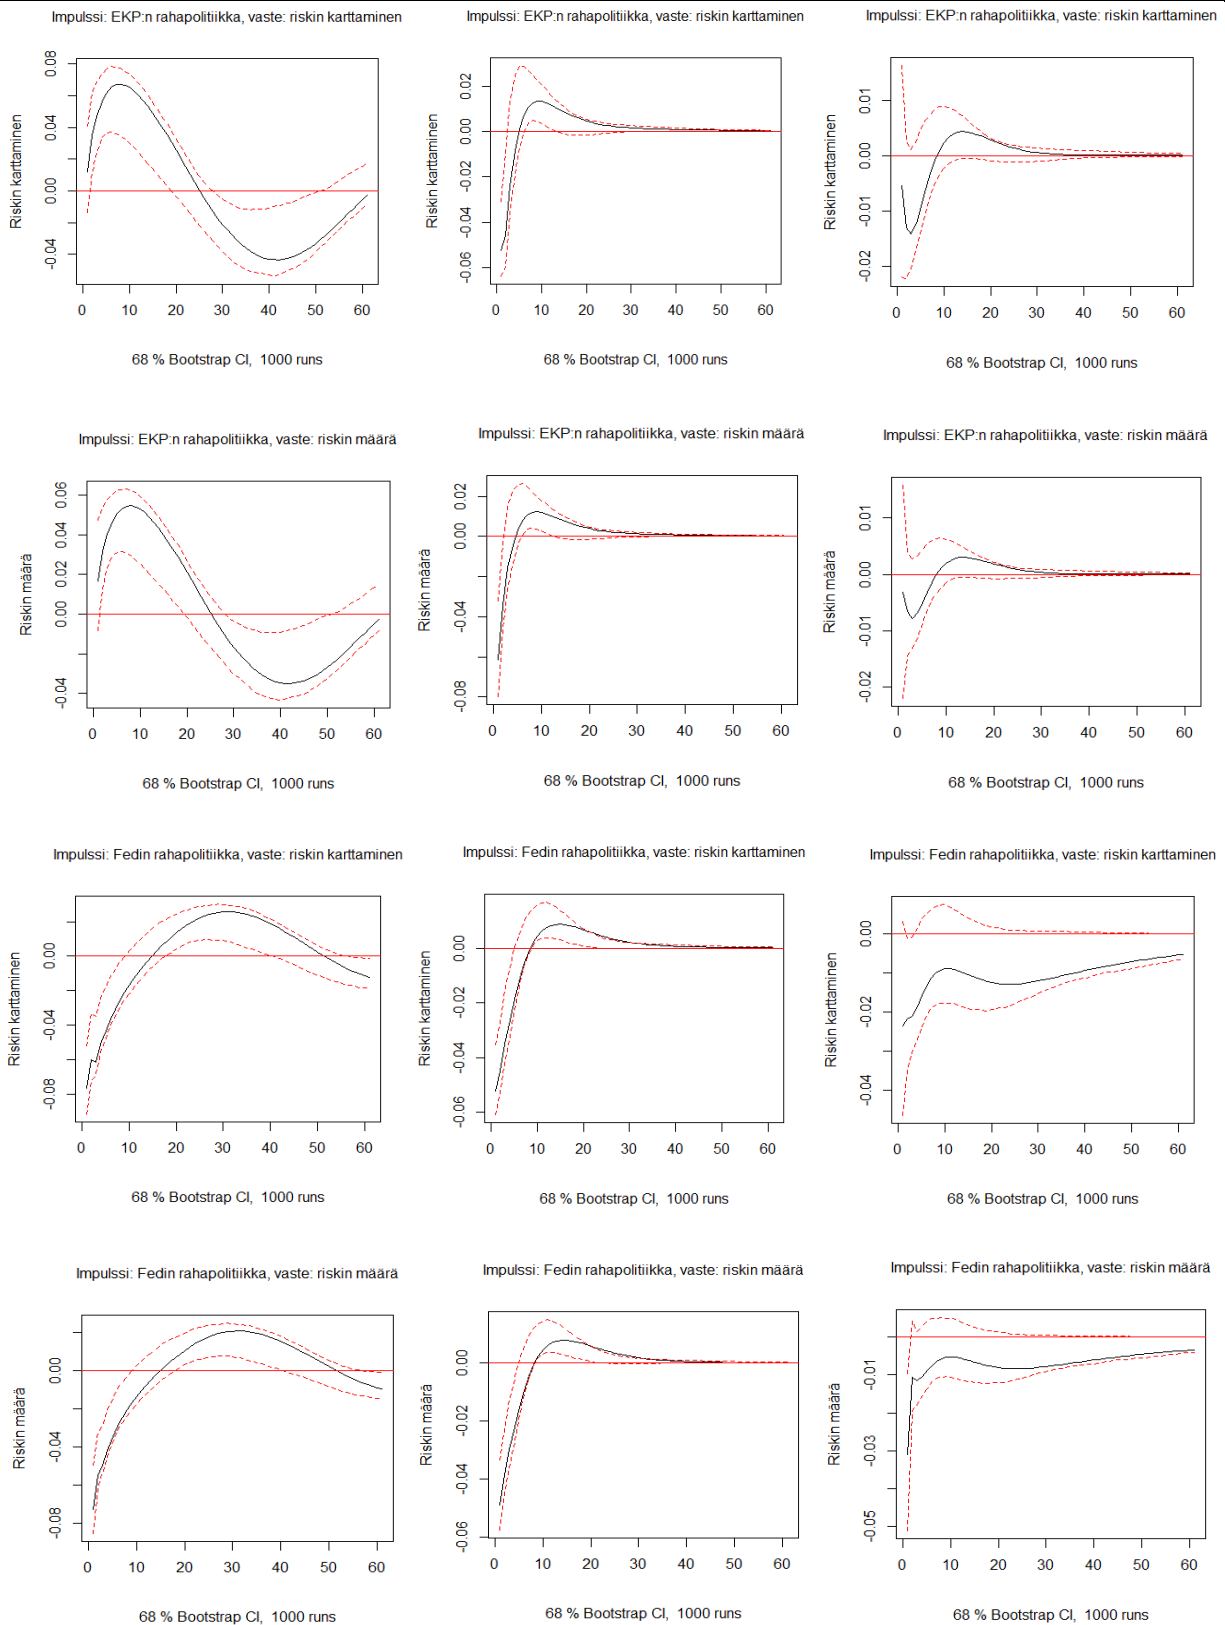 Impulssi: EKP:n rahapolitiikka, vaste: riskin karttaminen
Riskin karttaminen
0.08
0.04
0.00
-0.04
0 10 20 30 40 50 60
68 % Bootstrap CI, 1000 runs
Impulssi: EKP:n rahapolitiikka, vaste: riskin karttaminen
Riskin karttaminen
0.02
0.00
-0.02
-0.04
-0.06
0 10 20 30 40 50 60
68 % Bootstrap CI, 1000 runs
Impulssi: EKP:n rahapolitiikka, vaste: riskin karttaminen
Riskin karttaminen
0.01
0.00
-0.01
-0.02
0 10 20 30 40 50 60
68 % Bootstrap CI, 1000 runs
Impulssi: EKP:n rahapolitiikka, vaste: riskin määrä
Riskin määrä
0.06
0.04
0.02
0.00
-0.04
0 10 20 30 40 50 60
68 % Bootstrap CI, 1000 runs
Impulssi: EKP:n rahapolitiikka, vaste: riskin määrä
Riskin määrä
0.02
0.00
-0.04
-0.08
0 10 20 30 40 50 60
68 % Bootstrap CI, 1000 runs
Impulssi: EKP:n rahapolitiikka, vaste: riskin määrä
Riskin määrä
0.01
0.00
-0.01
-0.02
0 10 20 30 40 50 60
68 % Bootstrap CI, 1000 runs
Impulssi: Fedin rahapolitiikka, vaste: riskin karttaminen
Riskin karttaminen
0.00
-0.04
-0.08
0 10 20 30 40 50 60
68 % Bootstrap CI, 1000 runs
Impulssi: Fedin rahapolitiikka, vaste: riskin karttaminen
Riskin karttaminen
0.00
-0.02
-0.04
-0.06
0 10 20 30 40 50 60
68 % Bootstrap CI, 1000 runs
Impulssi: Fedin rahapolitiikka, vaste: riskin karttaminen
Riskin karttaminen
0.00
-0.02
-0.04
0 10 20 30 40 50 60
68 % Bootstrap CI, 1000 runs
Impulssi: Fedin rahapolitiikka, vaste: riskin määrä
Riskin määrä
0.00
-0.04
-0.08
0 10 20 30 40 50 60
68 % Bootstrap CI, 1000 runs
Impulssi: Fedin rahapolitiikka, vaste: riskin määrä
Riskin määrä
0.00
-0.02
-0.04
-0.06
0 10 20 30 40 50 60
68 % Bootstrap CI, 1000 runs
Impulssi: Fedin rahapolitiikka, vaste: riskin määrä
Riskin määrä
-0.01
-0.03
-0.05
0 10 20 30 40 50 60
68 % Bootstrap CI, 1000 runs